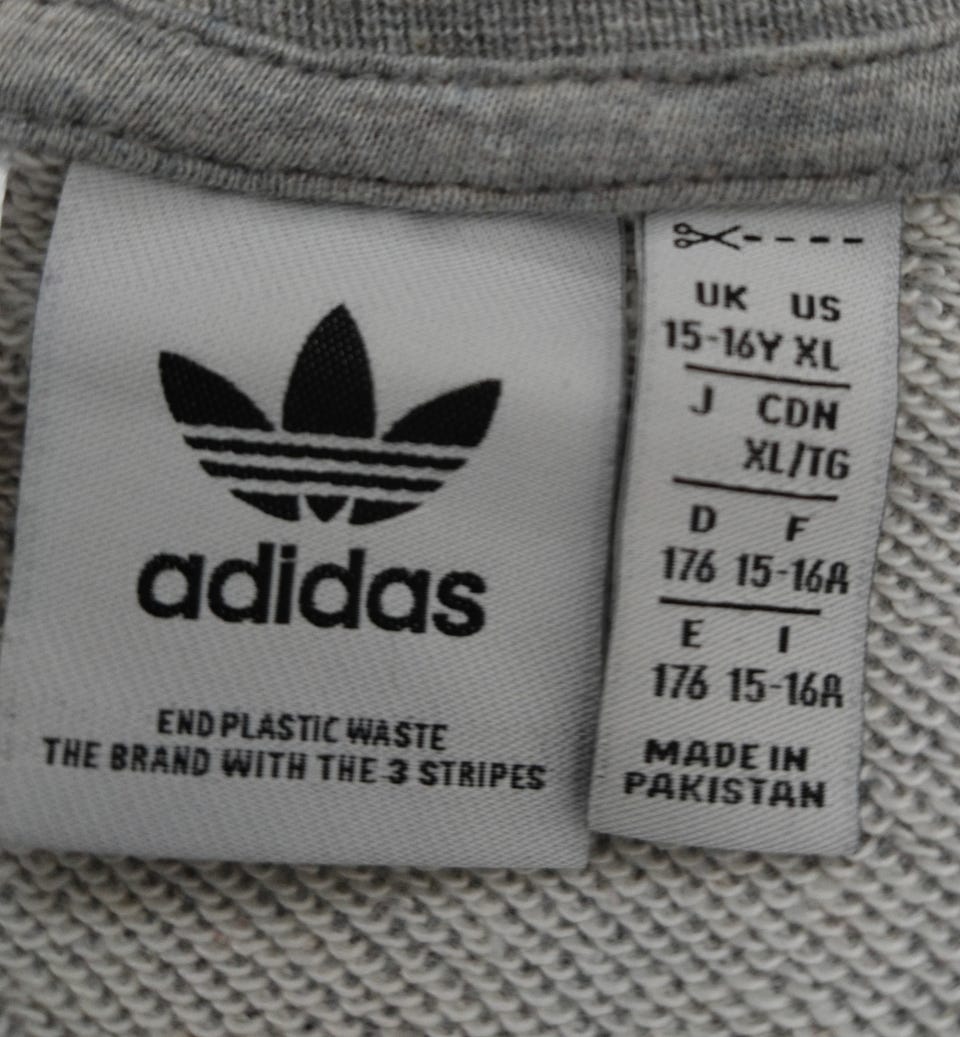 adidas
END PLASTIC WASTE
THE BRAND WITH THE 3 STRIPES
UK US
15-16Y XL
J CDN
XL/TG
D F
176 15-16A
E I
176 15-16A
MADE IN
PAKISTAN